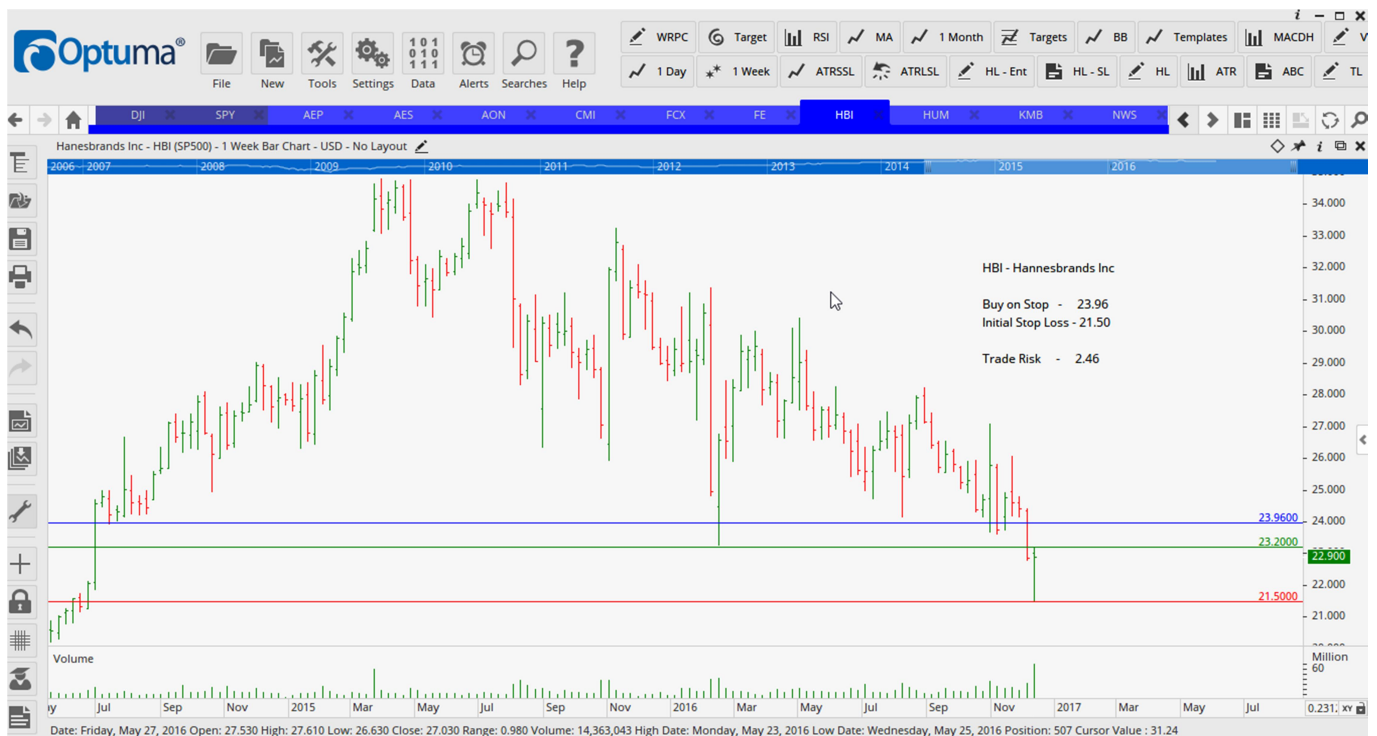 i
Optuma®
WRPC Target RSI MA 1 Month Targets BB Templates MACDH V
1 Day 1 Week ATRSSL ATRLSL HL - Ent HL - SL HL ATR ABC TL
File New Tools Settings Data Alerts Searches Help
DJI SPY AEP AES AON CMI FCX FE HBI HUM KMB NWS
Hanesbrands Inc - HBI (SP500) - 1 Week Bar Chart - USD - No Layout
2006 2007 2008 2009 2010 2011 2012 2013 2014 2015 2016
34.000
33.000
HBI - Hannesbrands Inc
32.000
Buy on Stop - 23.96
31.000
Initial Stop Loss - 21.50
30.000
Trade Risk - 2.46
29.000
28.000
27.000
26.000
25.000
23.9600
24.000
23.2000
22.900
22.000
21.5000
21.000
Volume
Million
60
Jul Sep Nov 2015 Mar May Jul Sep Nov 2016 Mar May Jul Sep Nov 2017 Mar May Jul
XY
Date: Friday, May 27, 2016 Open: 27.530 High: 27.610 Low: 26.630 Close: 27.030 Range: 0.980 Volume: 14,363,043 High Date: Monday, May 23, 2016 Low Date: Wednesday, May 25, 2016 Position: 507 Cursor Value : 31.24